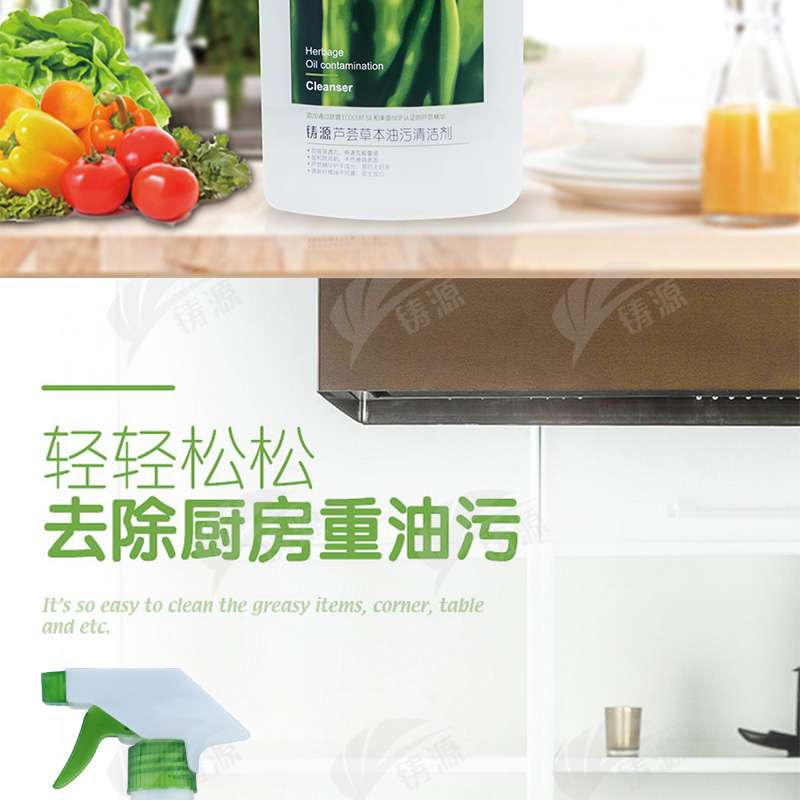 Herbage
Oil contamination
Cleanser
铸源芦荟草本油污清洁剂
轻轻松松
去除厨房重油污
It's so easy to clean the greasy items, corner, table
and etc.
铸源